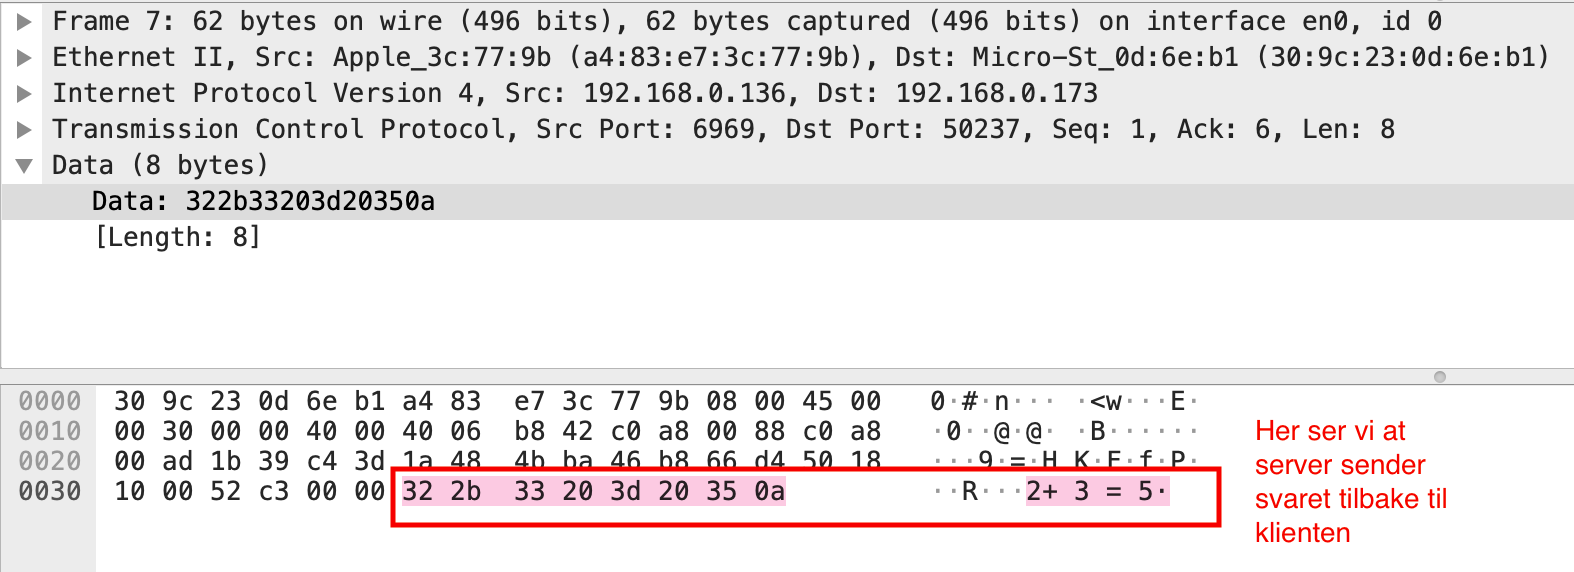 Frame 7: 62 bytes on wire (496 bits), 62 bytes captured (496 bits) on interface en0, id 0
Ethernet II, Src: Apple_3c:77:9b (a4:83:e7:3c:77:9b), Dst: Micro-St_0d:6e:b1 (30:9c:23:0d:6e:b1)
Internet Protocol Version 4, Src: 192.168.0.136, Dst: 192.168.0.173
Transmission Control Protocol, Src Port: 6969, Dst Port: 50237, Seq: 1, Ack: 6, Len: 8
Data (8 bytes)
Data: 322b33203d20350a
[Length: 8]
0000 30 9c 23 0d 6e b1 a4 83 e7 3c 77 9b 08 00 45 00 0·#·n··· ·<w···E·
0010 00 30 00 00 40 00 40 06 b8 42 c0 a8 00 88 c0 a8 ·0··@·@· ·B······
0020 00 ad 1b 39 c4 3d 1a 48 4b ba 46 b8 66 d4 50 18 ···9·=·H K·F·f·P·
0030 10 00 52 c3 00 00 32 2b 33 20 3d 20 35 0a ··R···2+ 3 = 5·
Her ser vi at
server sender
svaret tilbake til
klienten